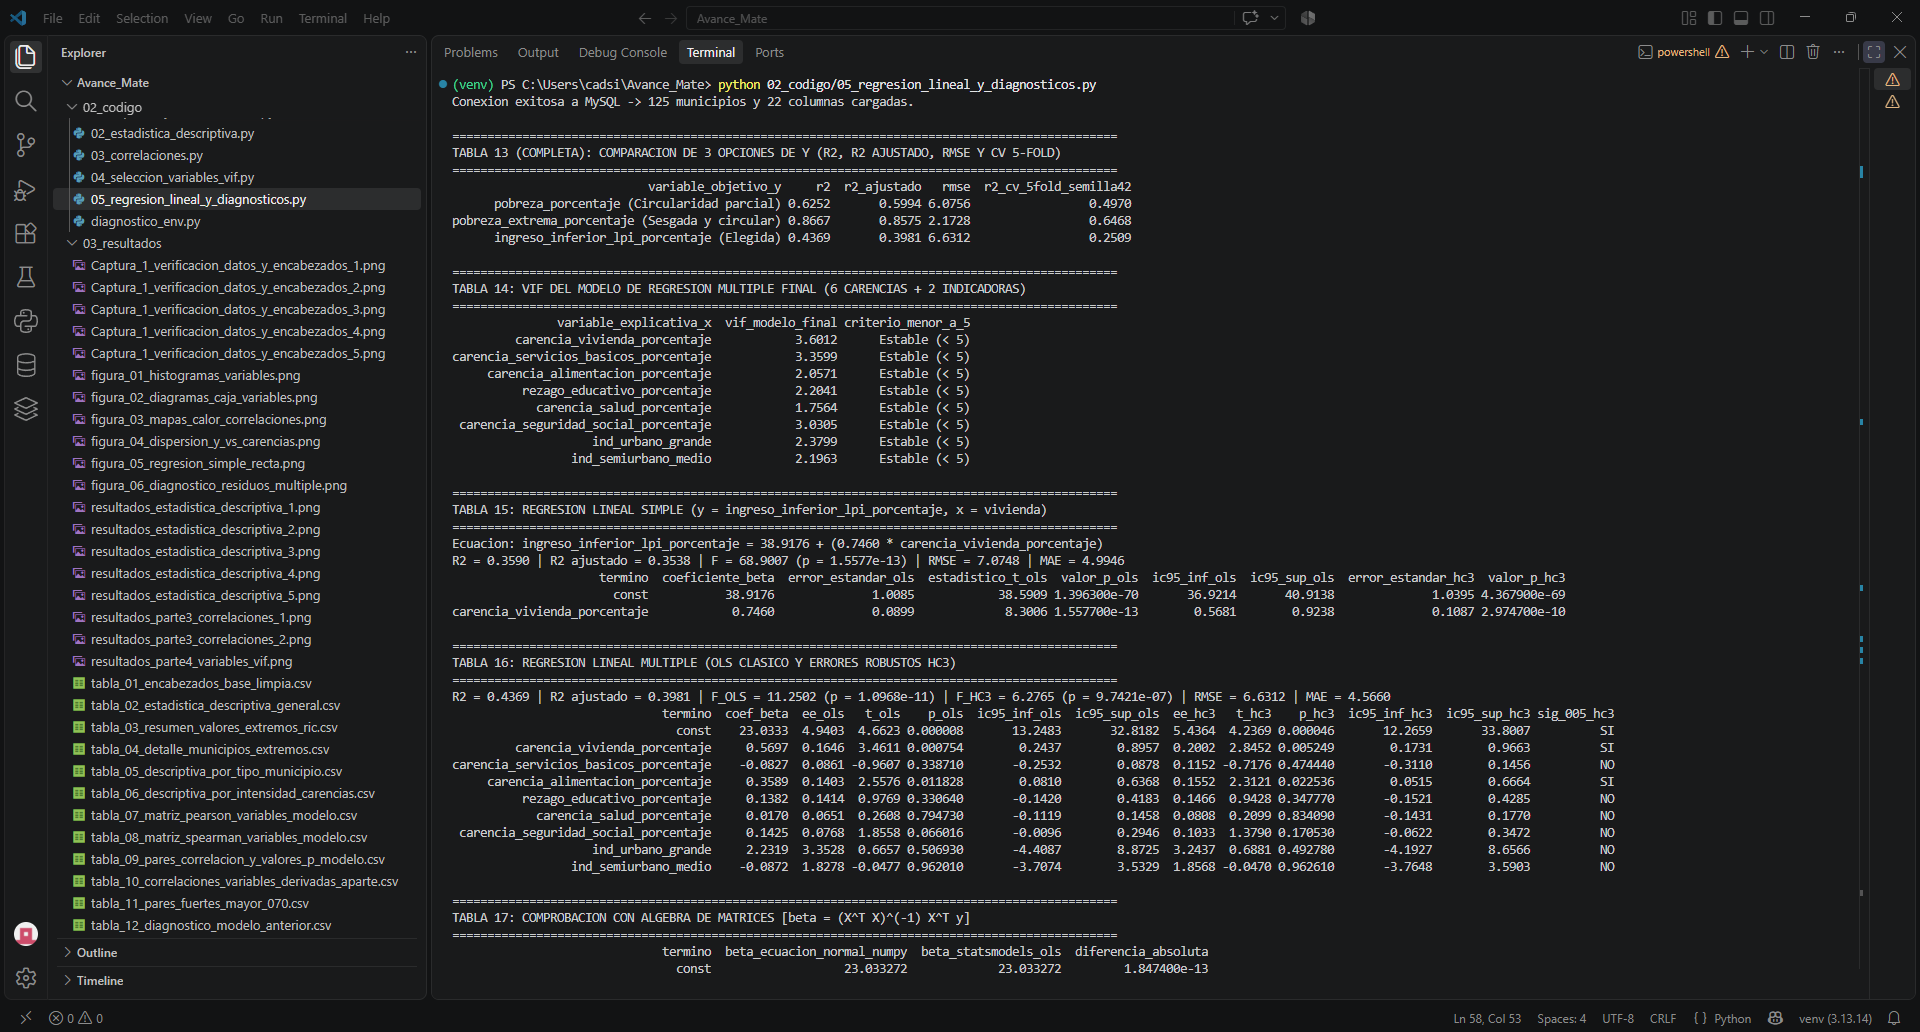 File Edit Selection View Go Run Terminal Help
Avance_Mate
Explorer
Avance_Mate
02_codigo
02_estadistica_descriptiva.py
03_correlaciones.py
04_seleccion_variables_vif.py
05_regresion_lineal_y_diagnosticos.py
diagnostico_env.py
03_resultados
Captura_1_verificacion_datos_y_encabezados_1.png
Captura_1_verificacion_datos_y_encabezados_2.png
Captura_1_verificacion_datos_y_encabezados_3.png
Captura_1_verificacion_datos_y_encabezados_4.png
Captura_1_verificacion_datos_y_encabezados_5.png
figura_01_histogramas_variables.png
figura_02_diagramas_caja_variables.png
figura_03_mapas_calor_correlaciones.png
figura_04_dispersion_y_vs_carencias.png
figura_05_regresion_simple_recta.png
figura_06_diagnostico_residuos_multiple.png
resultados_estadistica_descriptiva_1.png
resultados_estadistica_descriptiva_2.png
resultados_estadistica_descriptiva_3.png
resultados_estadistica_descriptiva_4.png
resultados_estadistica_descriptiva_5.png
resultados_parte3_correlaciones_1.png
resultados_parte3_correlaciones_2.png
resultados_parte4_variables_vif.png
tabla_01_encabezados_base_limpia.csv
tabla_02_estadistica_descriptiva_general.csv
tabla_03_resumen_valores_extremos_ric.csv
tabla_04_detalle_municipios_extremos.csv
tabla_05_descriptiva_por_tipo_municipio.csv
tabla_06_descriptiva_por_intensidad_carencias.csv
tabla_07_matriz_pearson_variables_modelo.csv
tabla_08_matriz_spearman_variables_modelo.csv
tabla_09_pares_correlacion_y_valores_p_modelo.csv
tabla_10_correlaciones_variables_derivadas_aparte.csv
tabla_11_pares_fuertes_mayor_070.csv
tabla_12_diagnostico_modelo_anterior.csv
Outline
Timeline
Problems Output Debug Console Terminal Ports
powershell
(venv) PS C:\Users\cadsi\Avance_Mate> python 02_codigo/05_regresion_lineal_y_diagnosticos.py
Conexion exitosa a MySQL -> 125 municipios y 22 columnas cargadas.
===============================================================================================
TABLA 13 (COMPLETA): COMPARACION DE 3 OPCIONES DE Y (R2, R2 AJUSTADO, RMSE Y CV 5-FOLD)
===============================================================================================
variable_objetivo_y r2 r2_ajustado rmse r2_cv_5fold_semilla42
pobreza_porcentaje (Circularidad parcial) 0.6252 0.5994 6.0756 0.4970
pobreza_extrema_porcentaje (Sesgada y circular) 0.8667 0.8575 2.1728 0.6468
ingreso_inferior_lpi_porcentaje (Elegida) 0.4369 0.3981 6.6312 0.2509
===============================================================================================
TABLA 14: VIF DEL MODELO DE REGRESION MULTIPLE FINAL (6 CARENCIAS + 2 INDICADORAS)
===============================================================================================
variable_explicativa_x vif_modelo_final criterio_menor_a_5
carencia_vivienda_porcentaje 3.6012 Estable (< 5)
carencia_servicios_basicos_porcentaje 3.3599 Estable (< 5)
carencia_alimentacion_porcentaje 2.0571 Estable (< 5)
rezago_educativo_porcentaje 2.2041 Estable (< 5)
carencia_salud_porcentaje 1.7564 Estable (< 5)
carencia_seguridad_social_porcentaje 3.0305 Estable (< 5)
ind_urbano_grande 2.3799 Estable (< 5)
ind_semiurbano_medio 2.1963 Estable (< 5)
===============================================================================================
TABLA 15: REGRESION LINEAL SIMPLE (y = ingreso_inferior_lpi_porcentaje, x = vivienda)
===============================================================================================
Ecuacion: ingreso_inferior_lpi_porcentaje = 38.9176 + (0.7460 * carencia_vivienda_porcentaje)
R2 = 0.3590 | R2 ajustado = 0.3538 | F = 68.9007 (p = 1.5577e-13) | RMSE = 7.0748 | MAE = 4.9946
termino coeficiente_beta error_estandar_ols estadistico_t_ols valor_p_ols ic95_inf_ols ic95_sup_ols error_estandar_hc3 valor_p_hc3
const 38.9176 1.0085 38.5909 1.396300e-70 36.9214 40.9138 1.0395 4.367900e-69
carencia_vivienda_porcentaje 0.7460 0.0899 8.3006 1.557700e-13 0.5681 0.9238 0.1087 2.974700e-10
===============================================================================================
TABLA 16: REGRESION LINEAL MULTIPLE (OLS CLASICO Y ERRORES ROBUSTOS HC3)
===============================================================================================
R2 = 0.4369 | R2 ajustado = 0.3981 | F_OLS = 11.2502 (p = 1.0968e-11) | F_HC3 = 6.2765 (p = 9.7421e-07) | RMSE = 6.6312 | MAE = 4.5660
termino coef_beta ee_ols t_ols p_ols ic95_inf_ols ic95_sup_ols ee_hc3 t_hc3 p_hc3 ic95_inf_hc3 ic95_sup_hc3 sig_005_hc3
const 23.0333 4.9403 4.6623 0.000008 13.2483 32.8182 5.4364 4.2369 0.000046 12.2659 33.8007 SI
carencia_vivienda_porcentaje 0.5697 0.1646 3.4611 0.000754 0.2437 0.8957 0.2002 2.8452 0.005249 0.1731 0.9663 SI
carencia_servicios_basicos_porcentaje -0.0827 0.0861 -0.9607 0.338710 -0.2532 0.0878 0.1152 -0.7176 0.474440 -0.3110 0.1456 NO
carencia_alimentacion_porcentaje 0.3589 0.1403 2.5576 0.011828 0.0810 0.6368 0.1552 2.3121 0.022536 0.0515 0.6664 SI
rezago_educativo_porcentaje 0.1382 0.1414 0.9769 0.330640 -0.1420 0.4183 0.1466 0.9428 0.347770 -0.1521 0.4285 NO
carencia_salud_porcentaje 0.0170 0.0651 0.2608 0.794730 -0.1119 0.1458 0.0808 0.2099 0.834090 -0.1431 0.1770 NO
carencia_seguridad_social_porcentaje 0.1425 0.0768 1.8558 0.066016 -0.0096 0.2946 0.1033 1.3790 0.170530 -0.0622 0.3472 NO
ind_urbano_grande 2.2319 3.3528 0.6657 0.506930 -4.4087 8.8725 3.2437 0.6881 0.492780 -4.1927 8.6566 NO
ind_semiurbano_medio -0.0872 1.8278 -0.0477 0.962010 -3.7074 3.5329 1.8568 -0.0470 0.962610 -3.7648 3.5903 NO
===============================================================================================
TABLA 17: COMPROBACION CON ALGEBRA DE MATRICES [beta = (X^T X)^(-1) X^T y]
===============================================================================================
termino beta_ecuacion_normal_numpy beta_statsmodels_ols diferencia_absoluta
const 23.033272 23.033272 1.847400e-13
0 0 Ln 58, Col 53 Spaces: 4 UTF-8 CRLF { } Python venv (3.13.14)